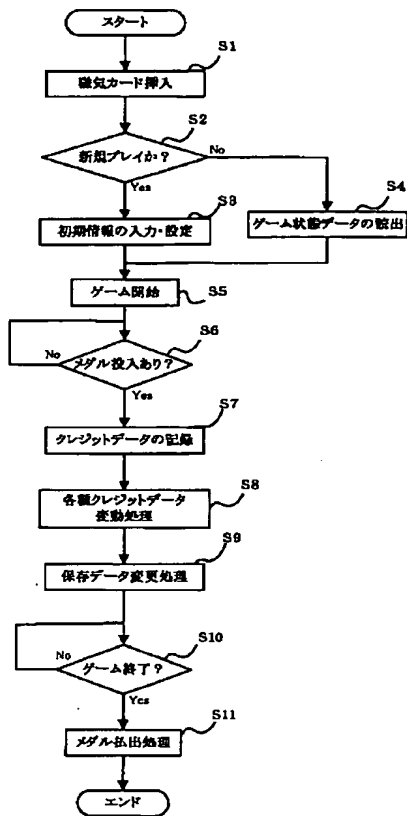 スタート
S1
磁気カード挿入
S2
新規プレイか?
No
Yes
S3
初期情報の入力・設定
S4
ゲーム状態データの読出
ゲーム開始
S5
S6
メダル投入あり?
No
Yes
S7
クレジットデータの記録
S8
各種クレジットデータ
変動処理
S9
保存データ変更処理
S10
ゲーム終了?
No
Yes
S11
メダル払出処理
エンド